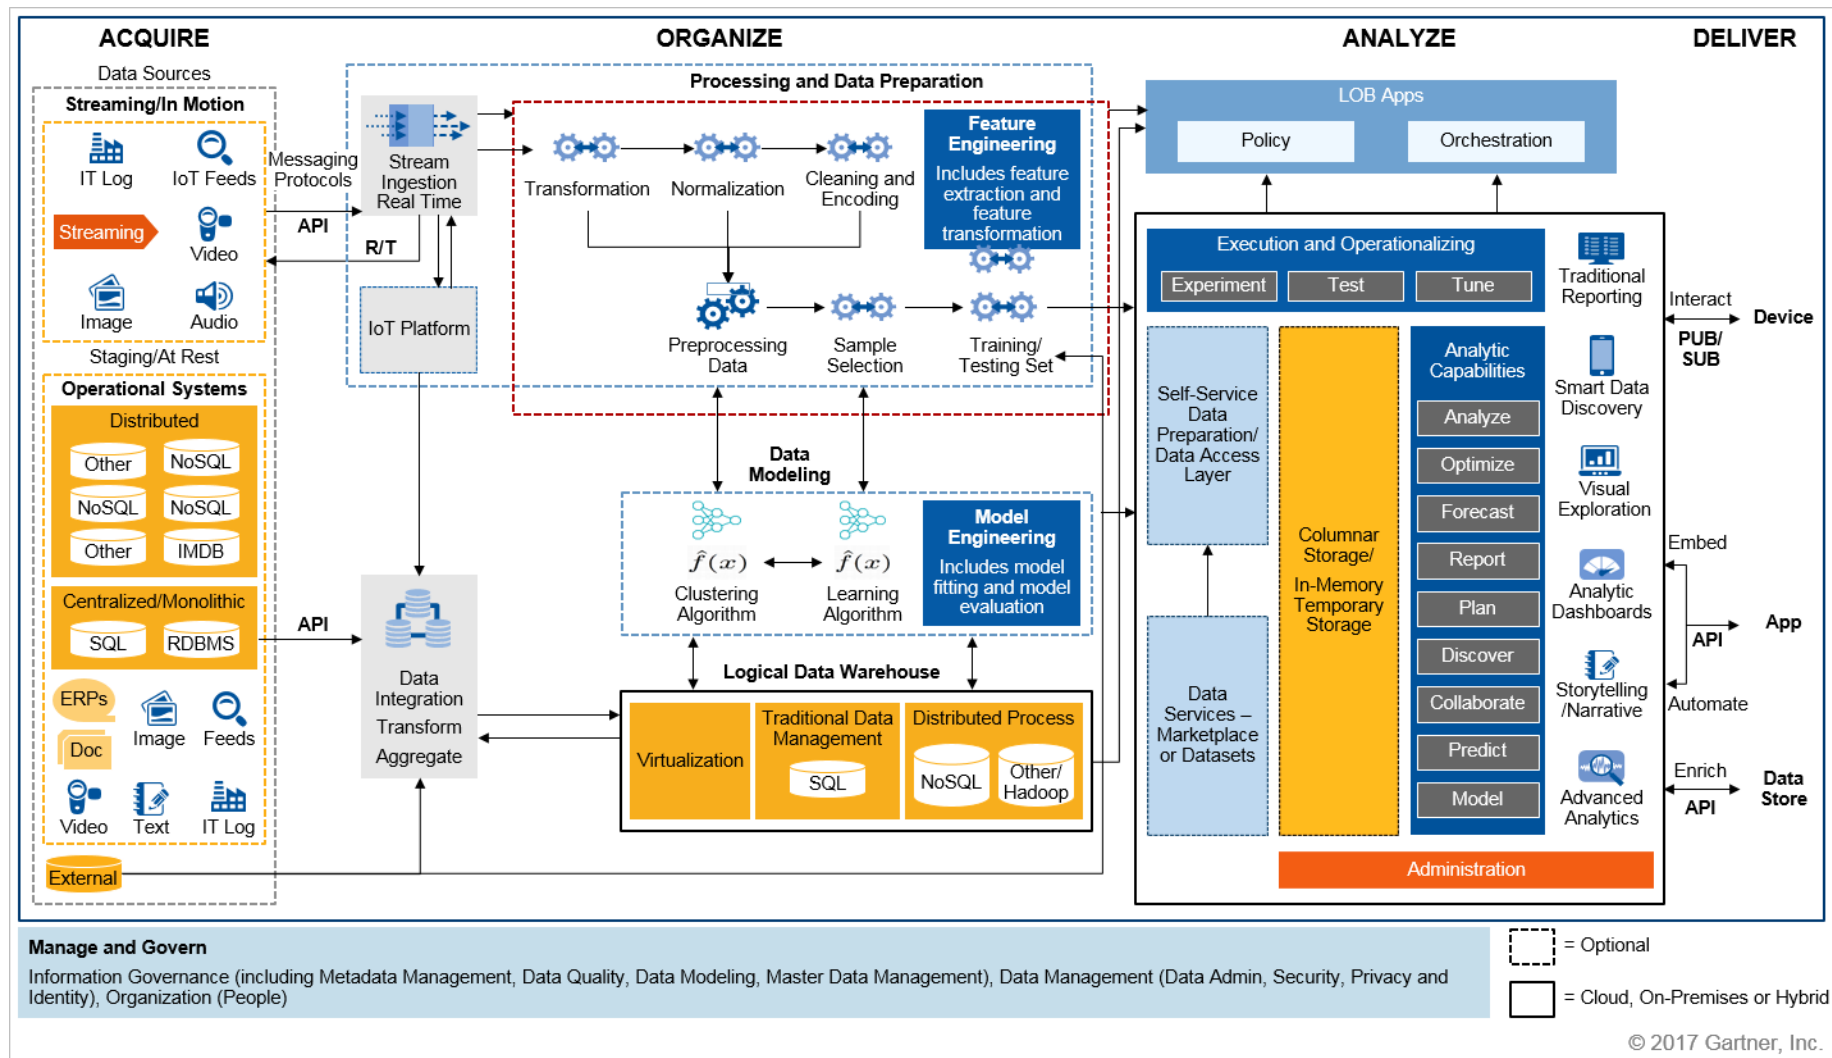 ACQUIRE
ORGANIZE
ANALYZE
DELIVER
Data Sources
Streaming/In Motion
IT Log
IoT Feeds
Streaming
Video
Image
Audio
Staging/At Rest
Operational Systems
Distributed
Other
NoSQL
NoSQL
NoSQL
Other
IMDB
Centralized/Monolithic
SQL
RDBMS
ERPs
Doc
Image
Feeds
Video
Text
IT Log
External
Messaging
Protocols
API
R/T
API
Processing and Data Preparation
Stream
Ingestion
Real Time
IoT Platform
Data
Integration
Transform
Aggregate
Transformation
Normalization
Cleaning and
Encoding
Feature
Engineering
Includes feature
extraction and
feature
transformation
Preprocessing
Data
Sample
Selection
Training/
Testing Set
Data
Modeling
f̂(x)
Clustering
Algorithm
f̂(x)
Learning
Algorithm
Model
Engineering
Includes model
fitting and model
evaluation
Logical Data Warehouse
Virtualization
Traditional Data
Management
SQL
Distributed Process
NoSQL
Other/
Hadoop
LOB Apps
Policy
Orchestration
Execution and Operationalizing
Experiment
Test
Tune
Self-Service
Data
Preparation/
Data Access
Layer
Data
Services –
Marketplace
or Datasets
Columnar
Storage/
In-Memory
Temporary
Storage
Analytic
Capabilities
Analyze
Optimize
Forecast
Report
Plan
Discover
Collaborate
Predict
Model
Traditional
Reporting
Smart Data
Discovery
Visual
Exploration
Analytic
Dashboards
Storytelling
/Narrative
Advanced
Analytics
Administration
Interact
PUB/
SUB
Device
Embed
API
App
Automate
Enrich
API
Data
Store
Manage and Govern
Information Governance (including Metadata Management, Data Quality, Data Modeling, Master Data Management), Data Management (Data Admin, Security, Privacy and
Identity), Organization (People)
= Optional
= Cloud, On-Premises or Hybrid
© 2017 Gartner, Inc.